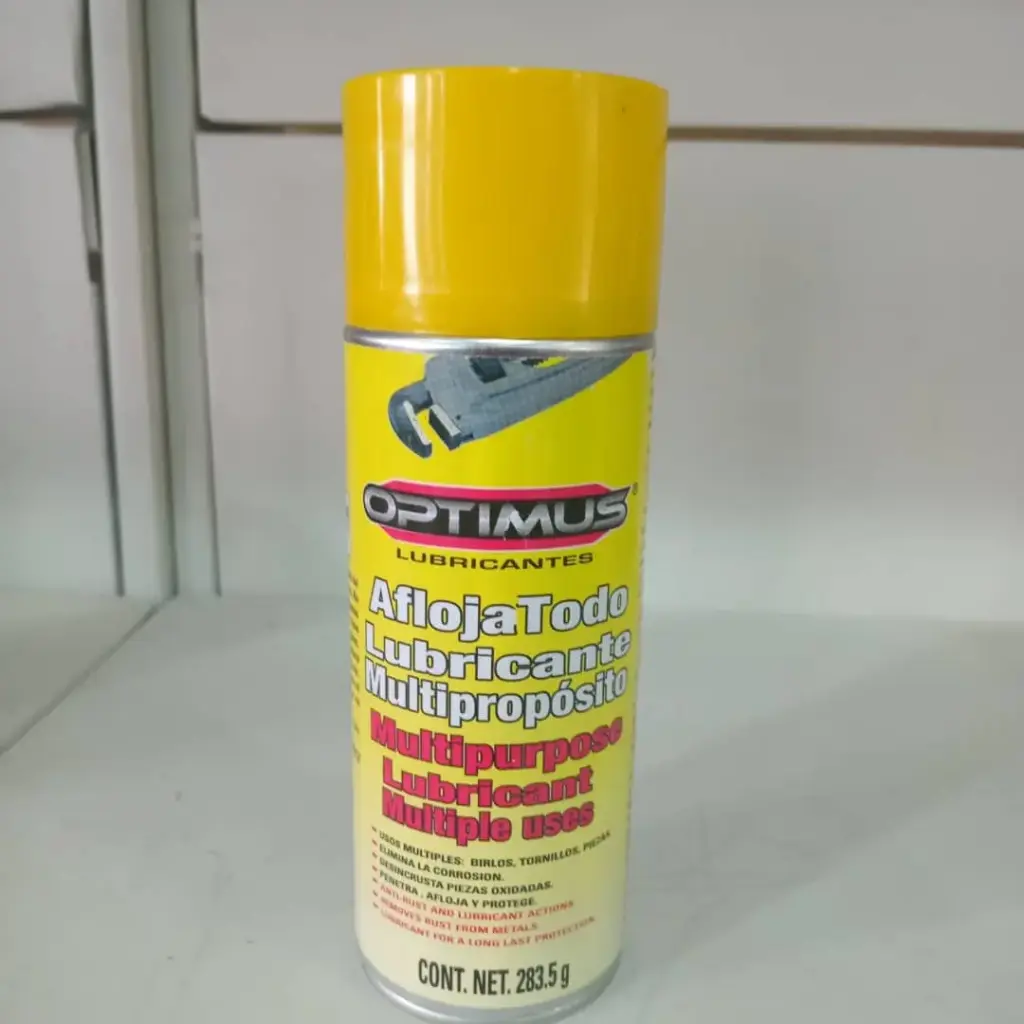 OPTIMUS®
LUBRICANTES
AflojaTodo
Lubricante
Multipropósito
Multipurpose
Lubricant
Multiple uses
- USOS MULTIPLES: BIRLOS, TORNILLOS, PIEZAS
- ELIMINA LA CORROSION.
- DESINCRUSTA PIEZAS OXIDADAS.
- PENETRA , AFLOJA Y PROTEGE.
- ANTI-RUST AND LUBRICANT ACTIONS
- REMOVES RUST FROM METALS
- LUBRICANT FOR A LONG LAST PROTECTION
CONT. NET. 283.5 g